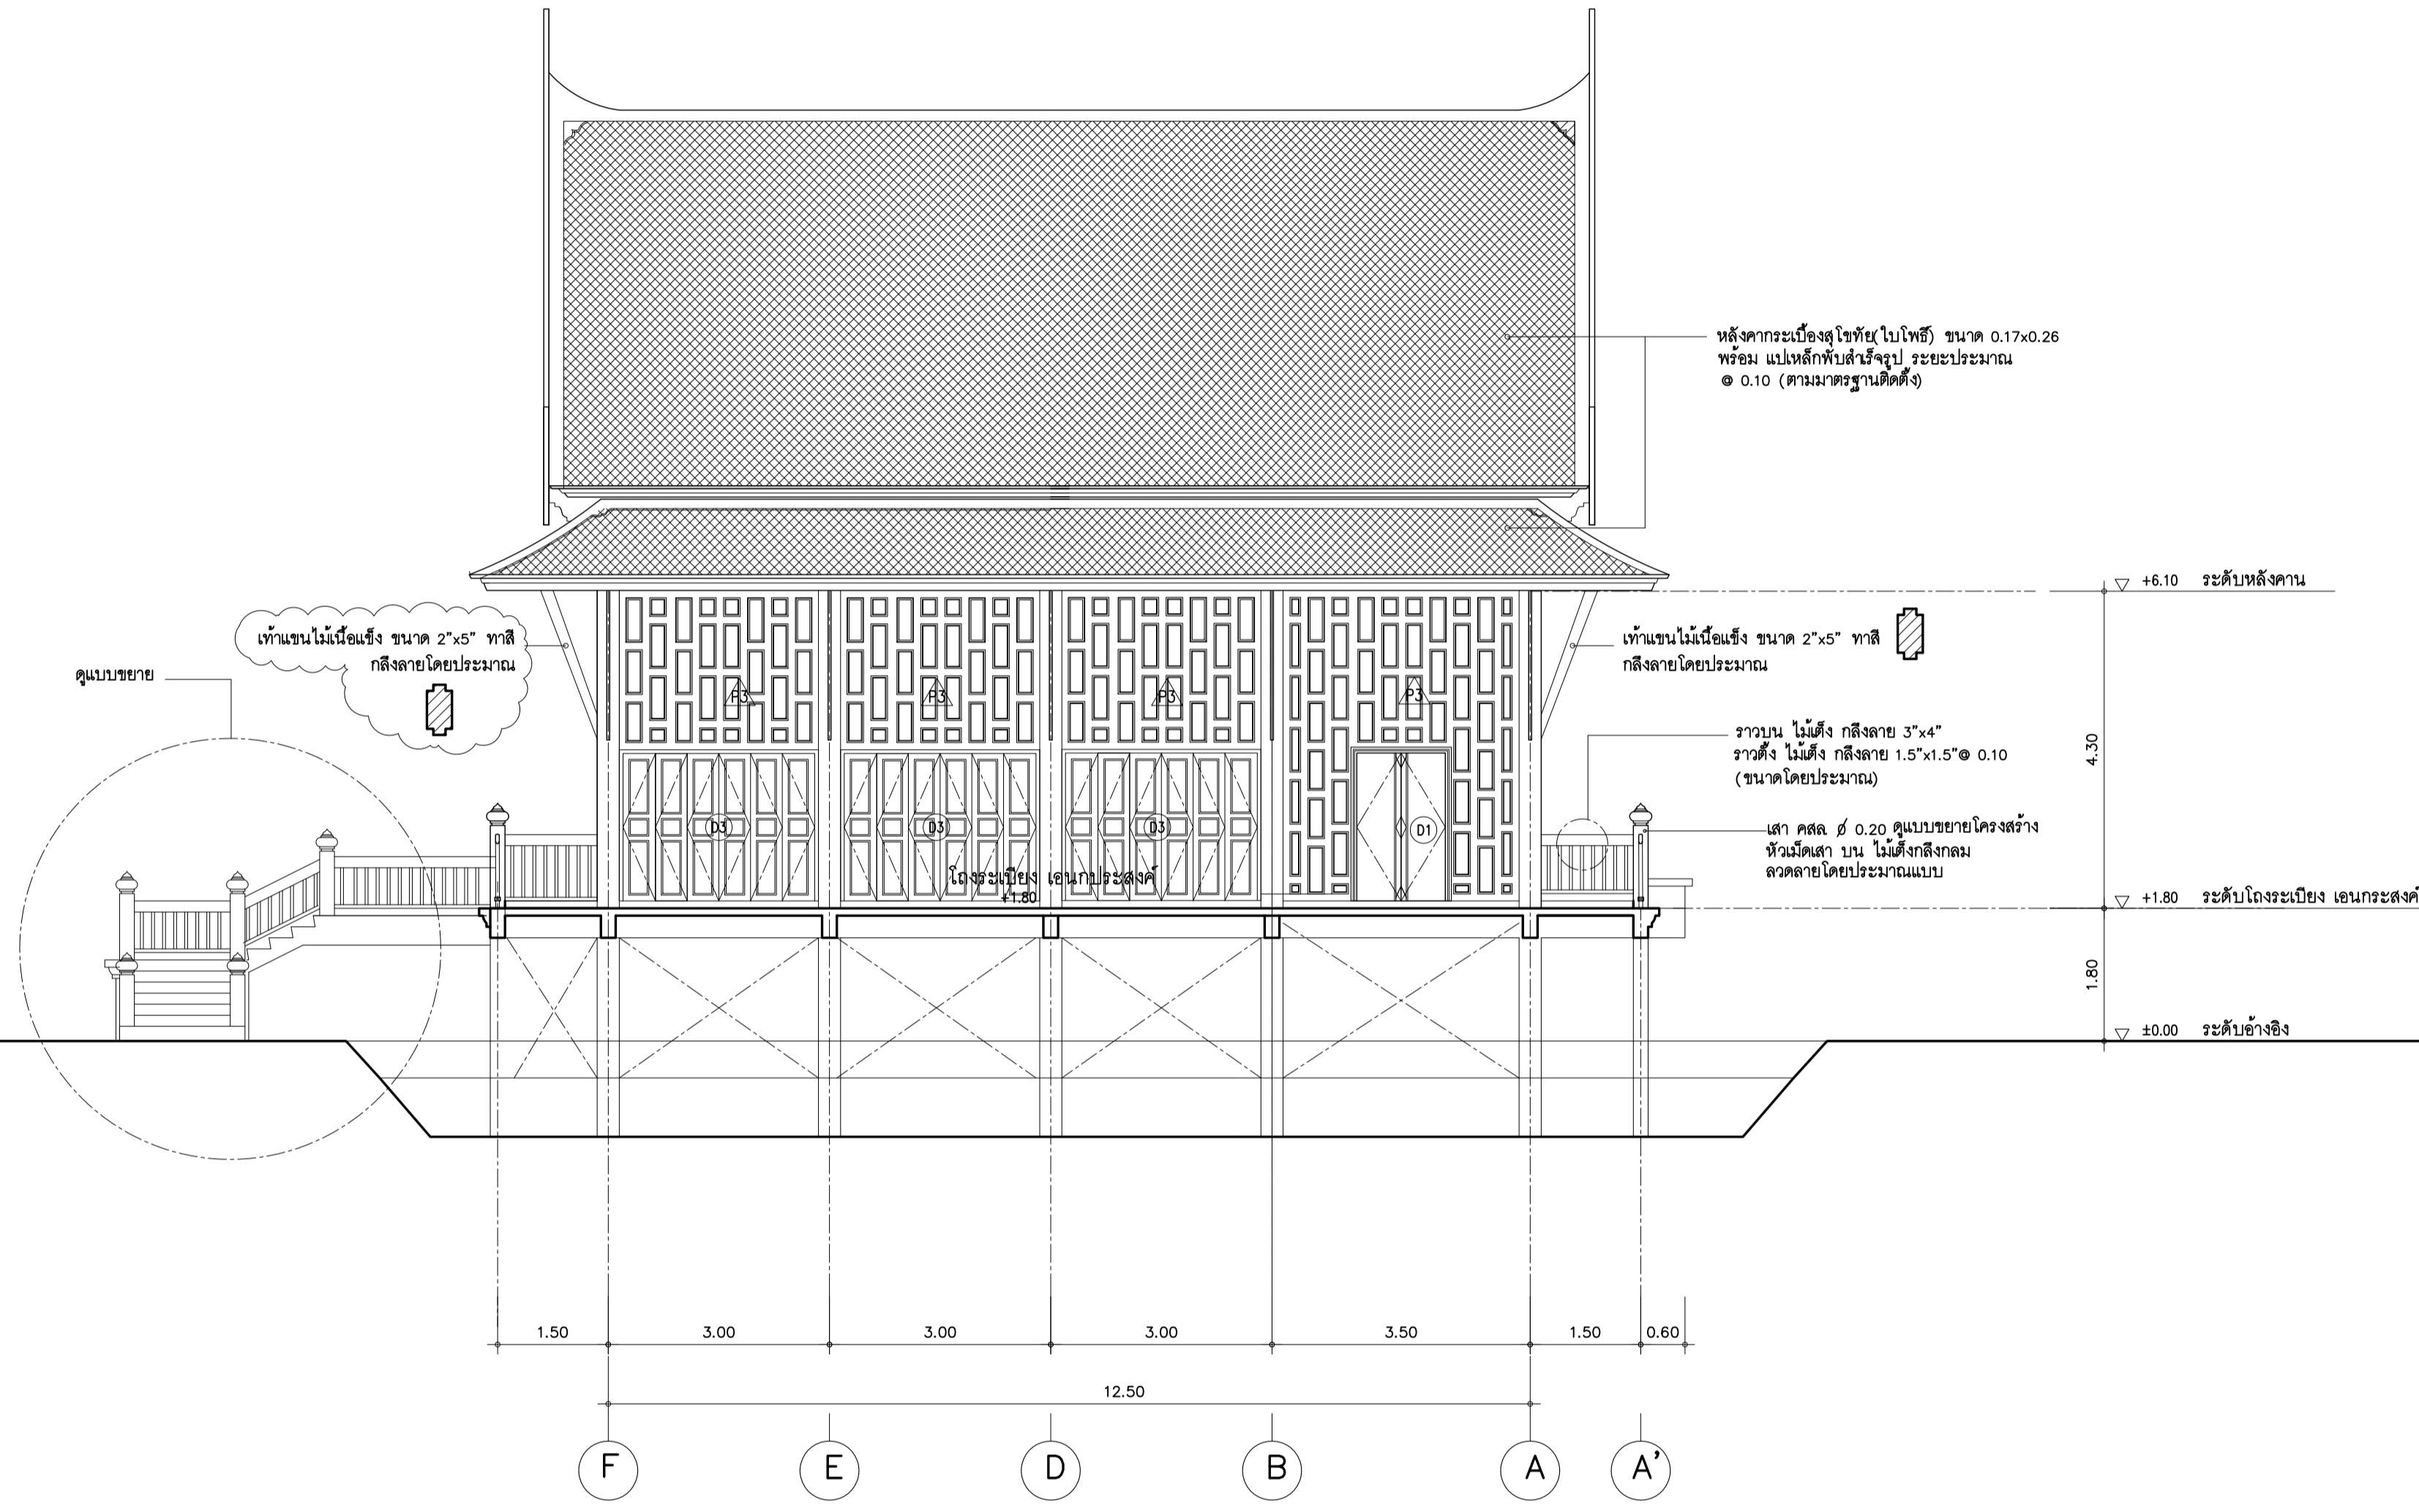 หลังคากระเบื้องสุโขทัย(ใบโพธิ์) ขนาด 0.17x0.26
พร้อม แปเหล็กพับสำเร็จรูป ระยะประมาณ
@ 0.10 (ตามมาตรฐานติดตั้ง)
+6.10 ระดับหลังคาน
เท้าแขนไม้เนื้อแข็ง ขนาด 2"x5" ทาสี
กลึงลายโดยประมาณ
เท้าแขนไม้เนื้อแข็ง ขนาด 2"x5" ทาสี
กลึงลายโดยประมาณ
ดูแบบขยาย
P3 P3 P3 P3
ราวบน ไม้เต็ง กลึงลาย 3"x4"
ราวตั้ง ไม้เต็ง กลึงลาย 1.5"x1.5"@ 0.10
(ขนาดโดยประมาณ)
4.30
D3 D3 D3 D1
เสา คสล. Ø 0.20 ดูแบบขยายโครงสร้าง
หัวเม็ดเสา บน ไม้เต็งกลึงกลม
ลวดลายโดยประมาณแบบ
โถงระเบียง เอนกประสงค์
+1.80
+1.80 ระดับโถงระเบียง เอนกระสงค์
1.80
±0.00 ระดับอ้างอิง
1.50 3.00 3.00 3.00 3.50 1.50 0.60
12.50
F E D B A A'